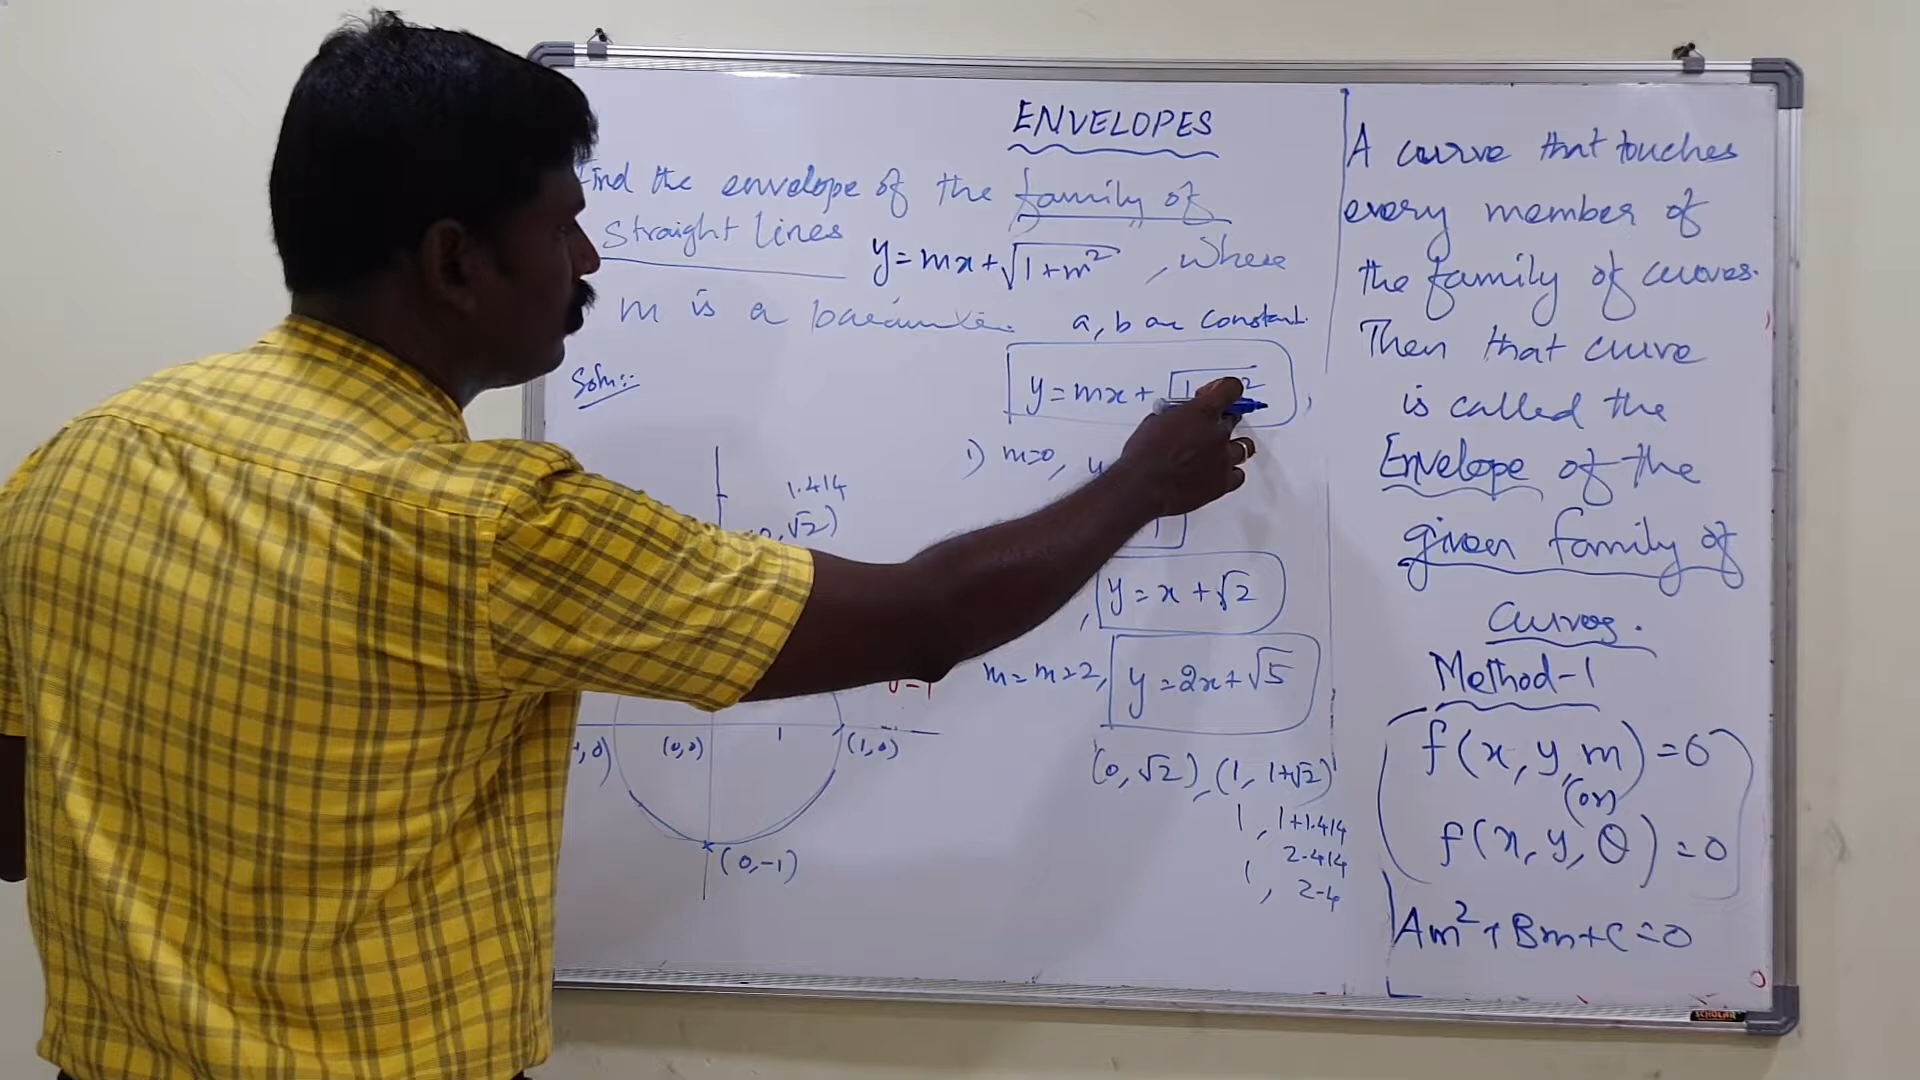 ENVELOPES
Find the envelope of the family of
straight lines y=mx+√1+m² , where
m is a
a, b are constant.
Soln:-
y=mx+
1) m=0, y
1.414
√2)
1
, y=x+√2
m=m=2, y=2x+√5
,0) (0,0) 1 (1,0)
(0,√2), (1, 1+√2)
1, 1+1.414
2.414
1, 2.4
(0,-1)
A curve that touches
every member of
the family of curves.
Then that curve
is called the
Envelope of the
given family of
Curves.
Method-1
f(x,y,m)=0
(or)
f(x,y,θ)=0
Am²+Bm+C=0
SCHOLAR